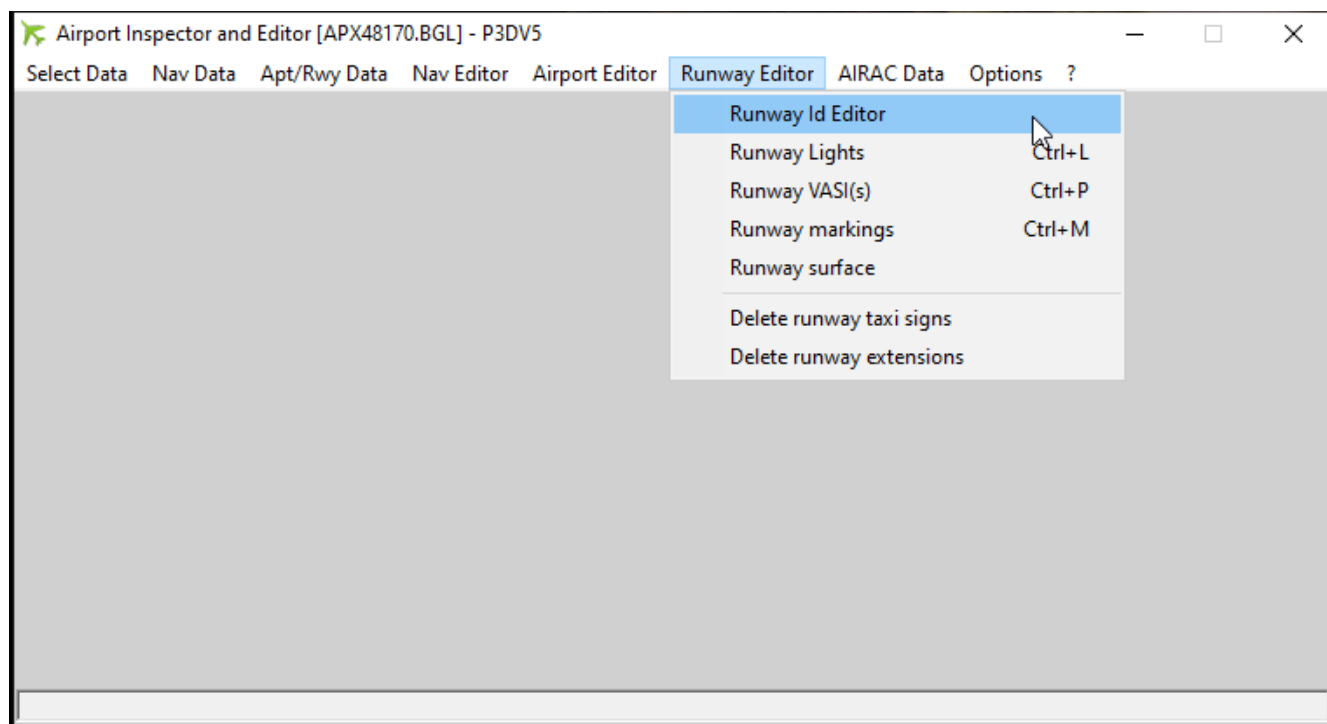 Airport Inspector and Editor [APX48170.BGL] - P3DV5
Select Data Nav Data Apt/Rwy Data Nav Editor Airport Editor Runway Editor AIRAC Data Options ?
Runway Id Editor
Runway Lights Ctrl+L
Runway VASI(s) Ctrl+P
Runway markings Ctrl+M
Runway surface
Delete runway taxi signs
Delete runway extensions